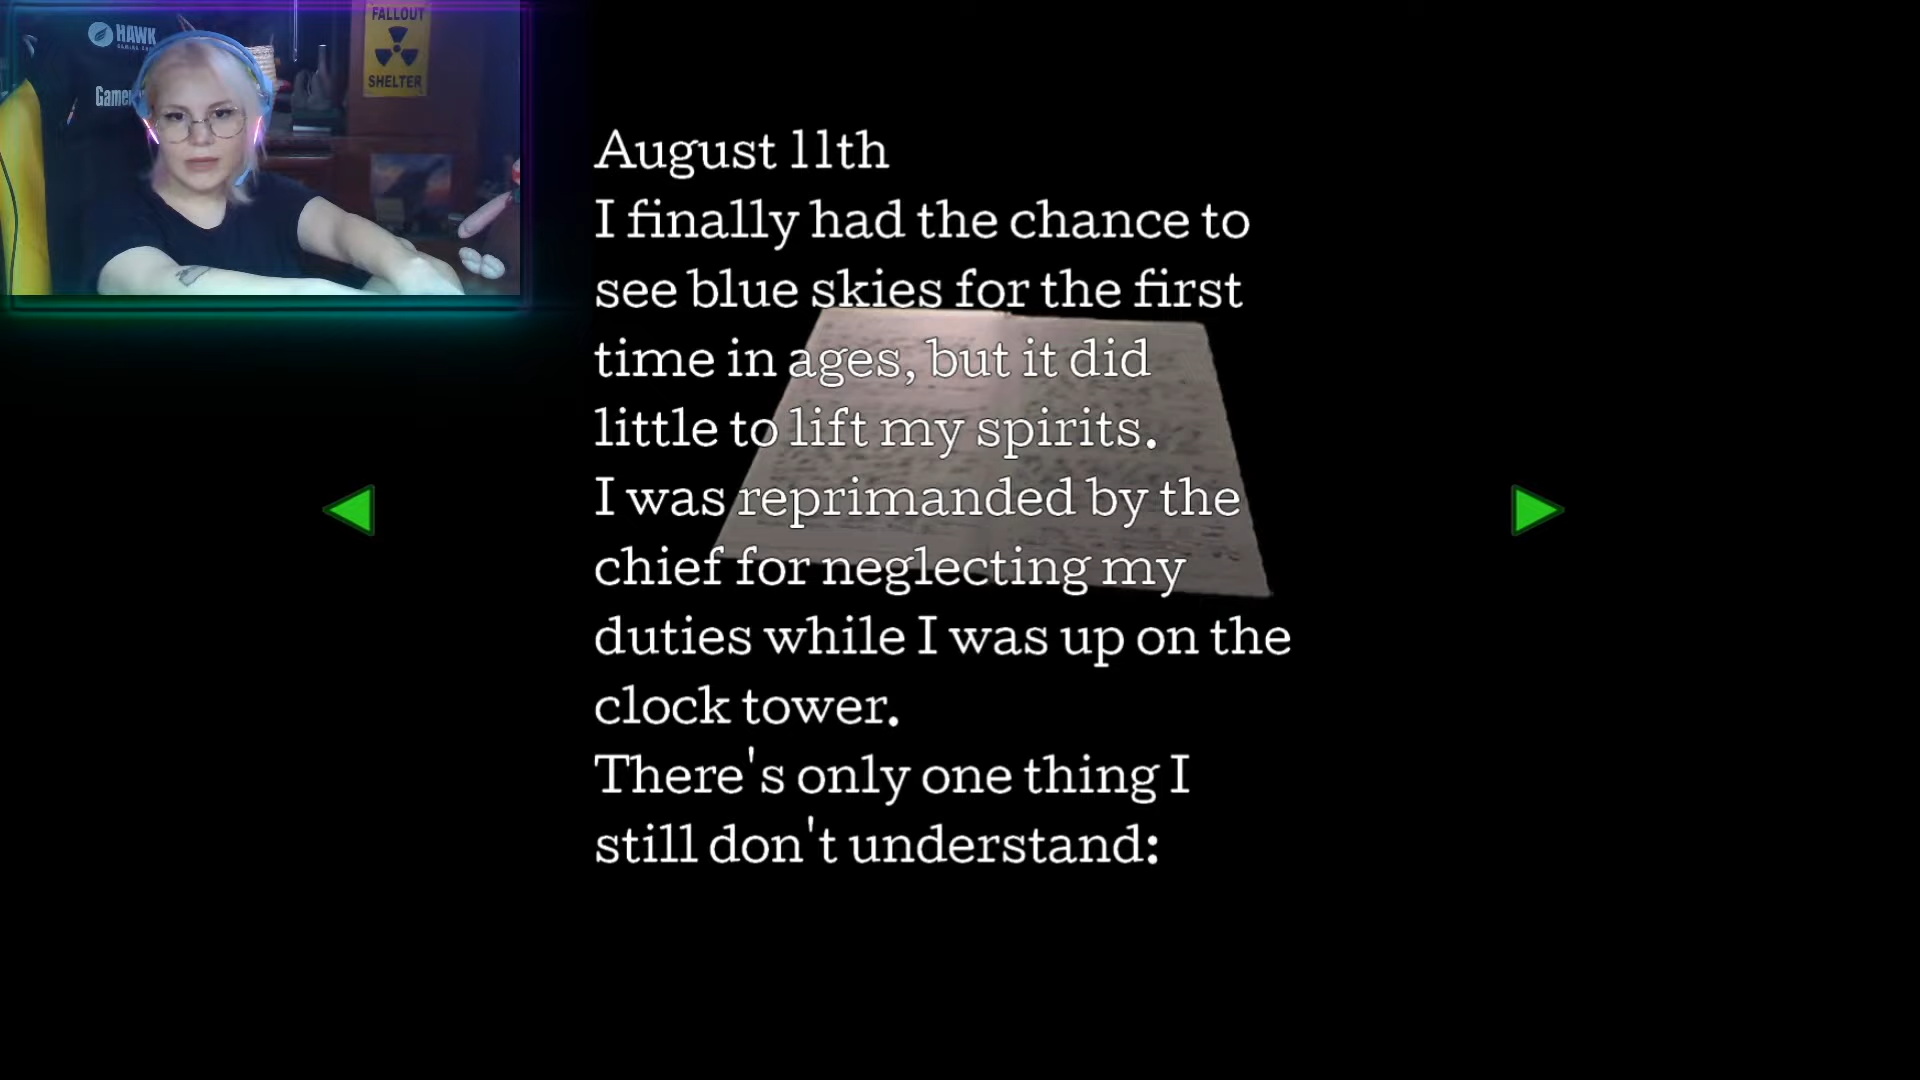 HAWK
FALLOUT
SHELTER
August 11th
I finally had the chance to
see blue skies for the first
time in ages, but it did
little to lift my spirits.
I was reprimanded by the
chief for neglecting my
duties while I was up on the
clock tower.
There's only one thing I
still don't understand: